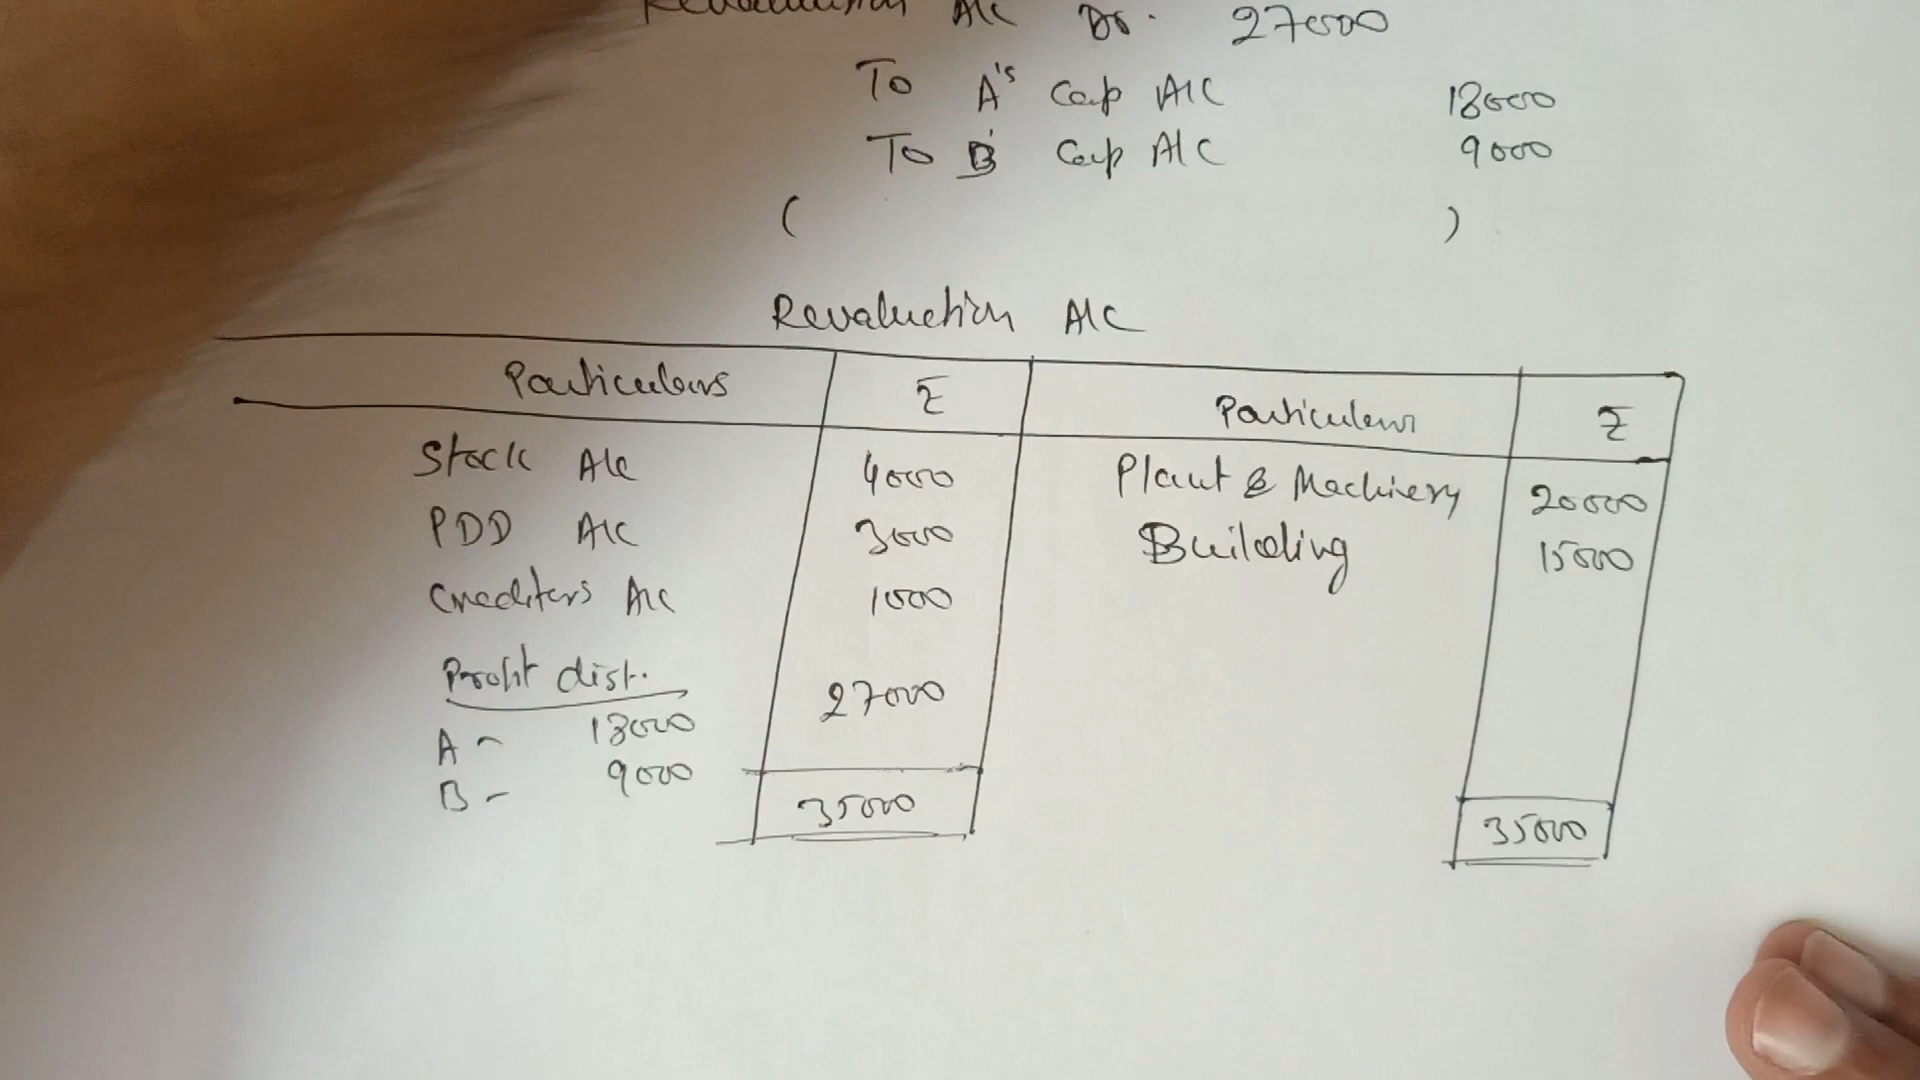 Revaluation A/c Dr. 27000
To A's Cap A/C 18000
To B' Cap A/C 9000
( )
Revaluction A/C
Particulars ₹ Particulars ₹
Stock A/c 4000 Plant & Machinery 20000
PDD A/C 3000 Building 15000
Creditors A/c 1000
Profit dist. 27000
A - 18000
B - 9000
35000 35000